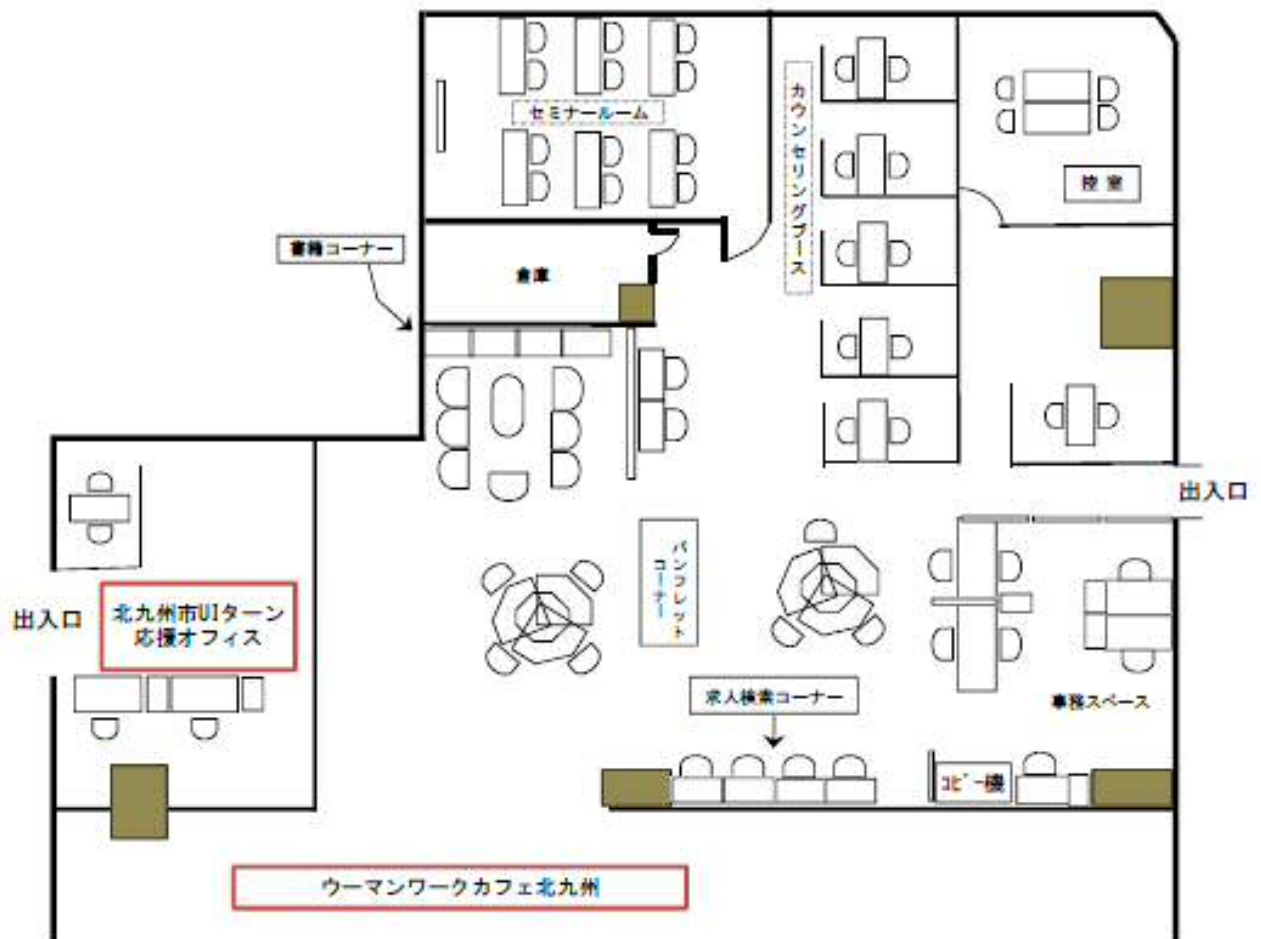 セミナールーム
カウンセリングブース
控室
書籍コーナー
倉庫
出入口
パンフレット
コーナー
出入口
北九州市UIターン
応援オフィス
求人検索コーナー
事務スペース
コピー機
ウーマンワークカフェ北九州